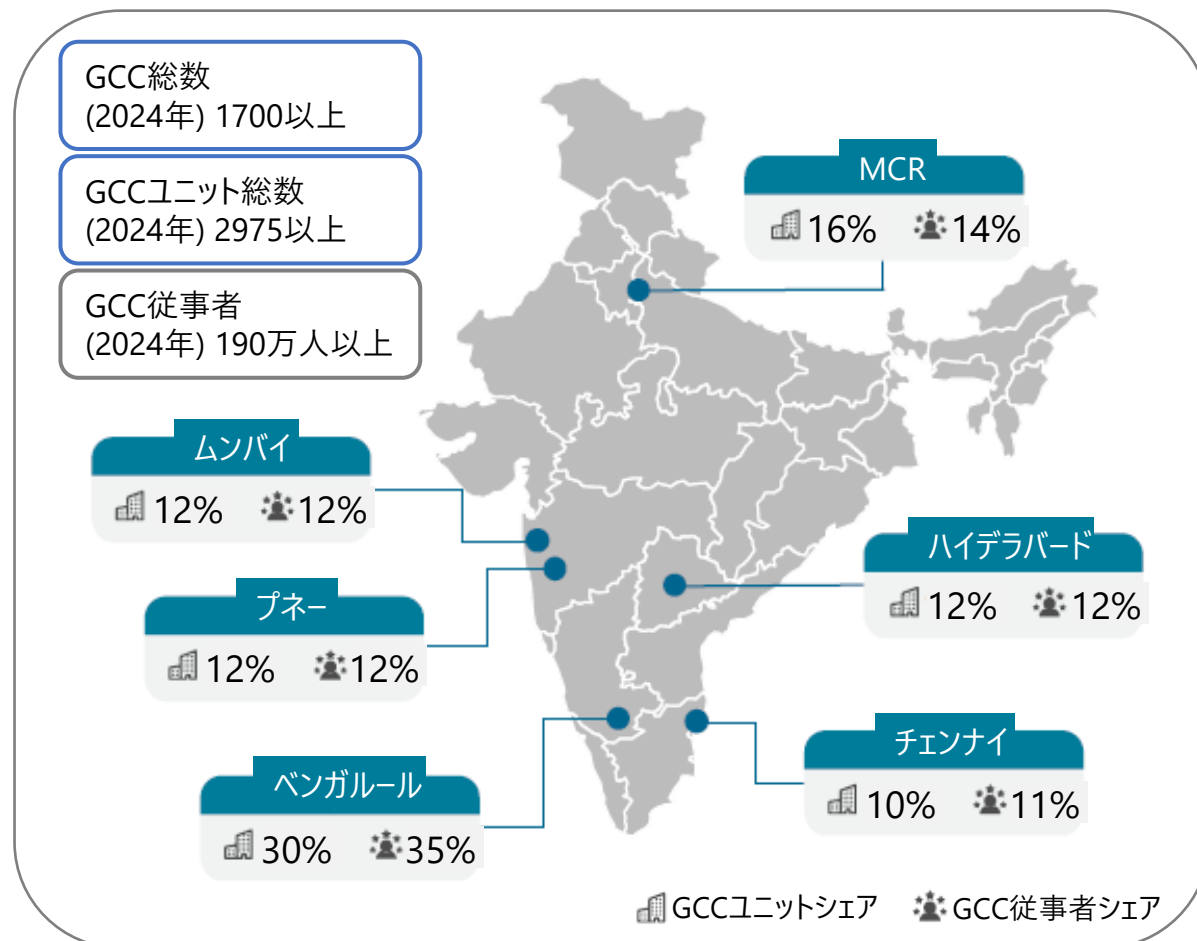 GCC総数
(2024年) 1700以上
GCCユニット総数
(2024年) 2975以上
GCC従事者
(2024年) 190万人以上
MCR
16% 14%
ムンバイ
12% 12%
ハイデラバード
12% 12%
プネー
12% 12%
チェンナイ
10% 11%
ベンガルール
30% 35%
GCCユニットシェア GCC従事者シェア